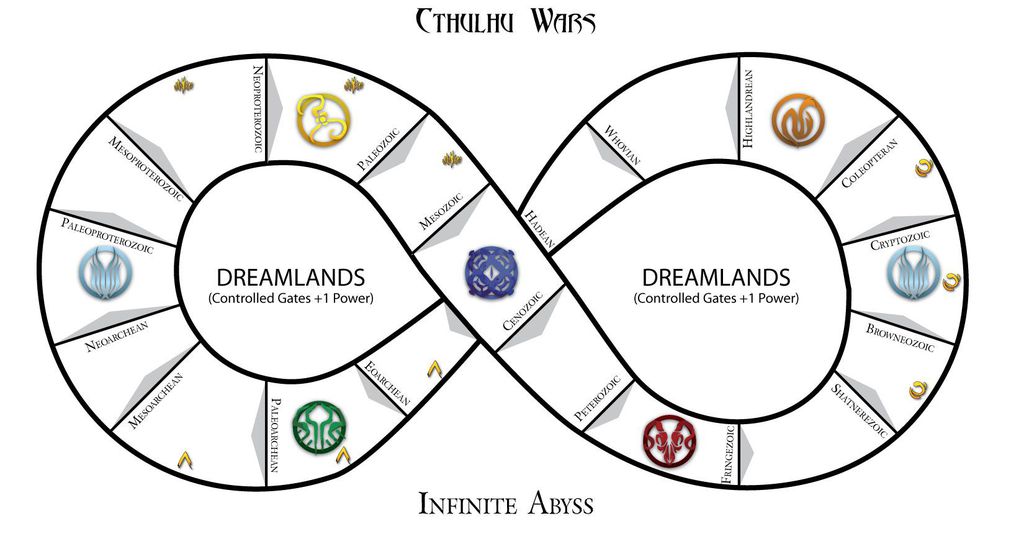 CTHULHU WARS
NEOPROTEROZOIC
PALEOZOIC
MESOZOIC
MESOPROTEROZOIC
PALEOPROTEROZOIC
NEOARCHEAN
MESOARCHEAN
PALEOARCHEAN
EOARCHEAN
DREAMLANDS
(Controlled Gates +1 Power)
HADEAN
CENOZOIC
WHOVIAN
HIGHLANDREAN
COLEOPTERAN
CRYPTOZOIC
BROWNEOZOIC
SHATNEREZOIC
FRINGEZOIC
PETEROZOIC
DREAMLANDS
(Controlled Gates +1 Power)
INFINITE ABYSS